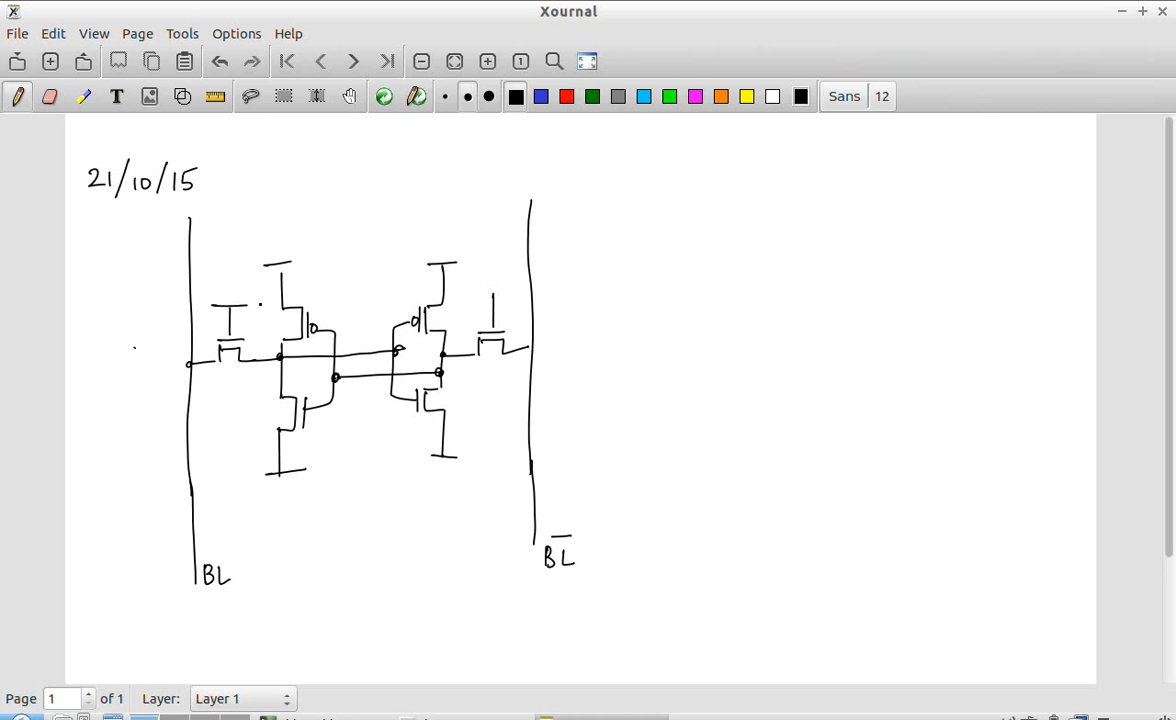 Xournal
File Edit View Page Tools Options Help
Sans 12
21/10/15
BL
B̅L̅
Page 1 of 1 Layer: Layer 1